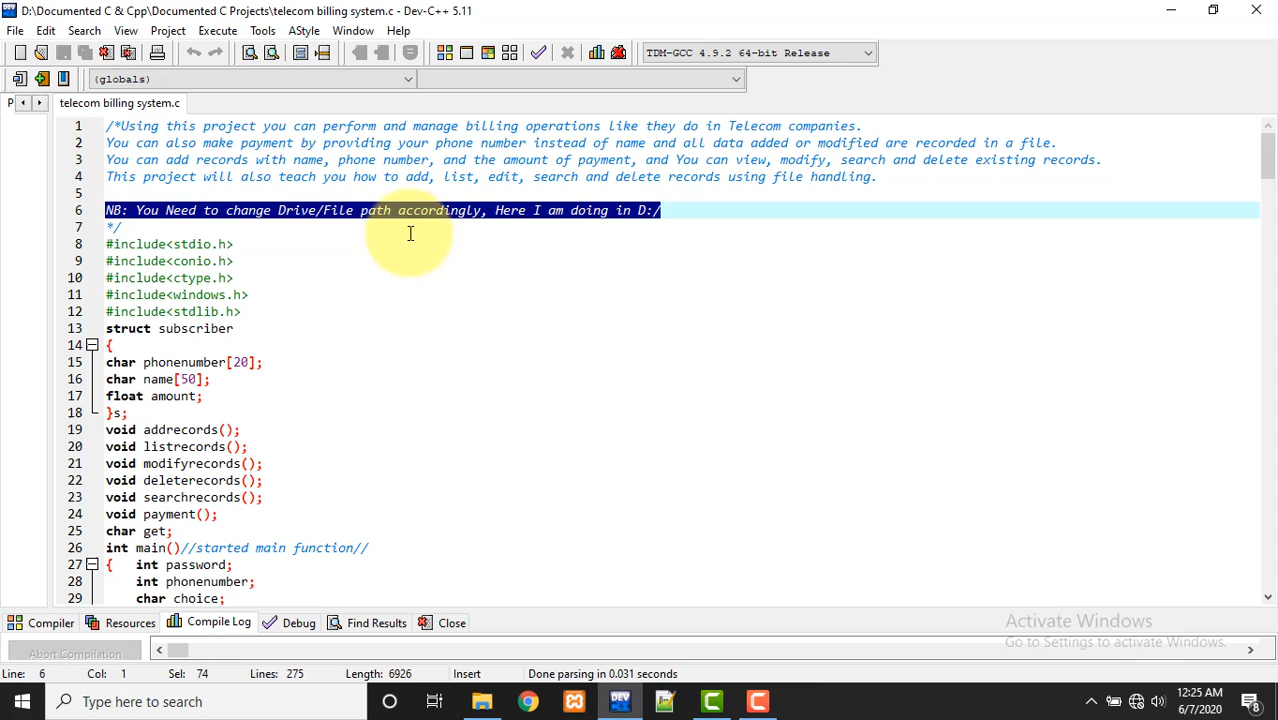 D:\Documented C & Cpp\Documented C Projects\telecom billing system.c - Dev-C++ 5.11
File Edit Search View Project Execute Tools AStyle Window Help
TDM-GCC 4.9.2 64-bit Release
(globals)
P
telecom billing system.c
1 /*Using this project you can perform and manage billing operations like they do in Telecom companies.
2 You can also make payment by providing your phone number instead of name and all data added or modified are recorded in a file.
3 You can add records with name, phone number, and the amount of payment, and You can view, modify, search and delete existing records.
4 This project will also teach you how to add, list, edit, search and delete records using file handling.
5
6 NB: You Need to change Drive/File path accordingly, Here I am doing in D:/
7 */
8 #include<stdio.h>
9 #include<conio.h>
10 #include<ctype.h>
11 #include<windows.h>
12 #include<stdlib.h>
13 struct subscriber
14 {
15 char phonenumber[20];
16 char name[50];
17 float amount;
18 }s;
19 void addrecords();
20 void listrecords();
21 void modifyrecords();
22 void deleterecords();
23 void searchrecords();
24 void payment();
25 char get;
26 int main()//started main function//
27 { int password;
28 int phonenumber;
29 char choice;
Compiler Resources Compile Log Debug Find Results Close
Abort Compilation
Activate Windows
Go to Settings to activate Windows.
Line: 6 Col: 1 Sel: 74 Lines: 275 Length: 6926 Insert Done parsing in 0.031 seconds
Type here to search
DEV
12:25 AM
6/7/2020
8